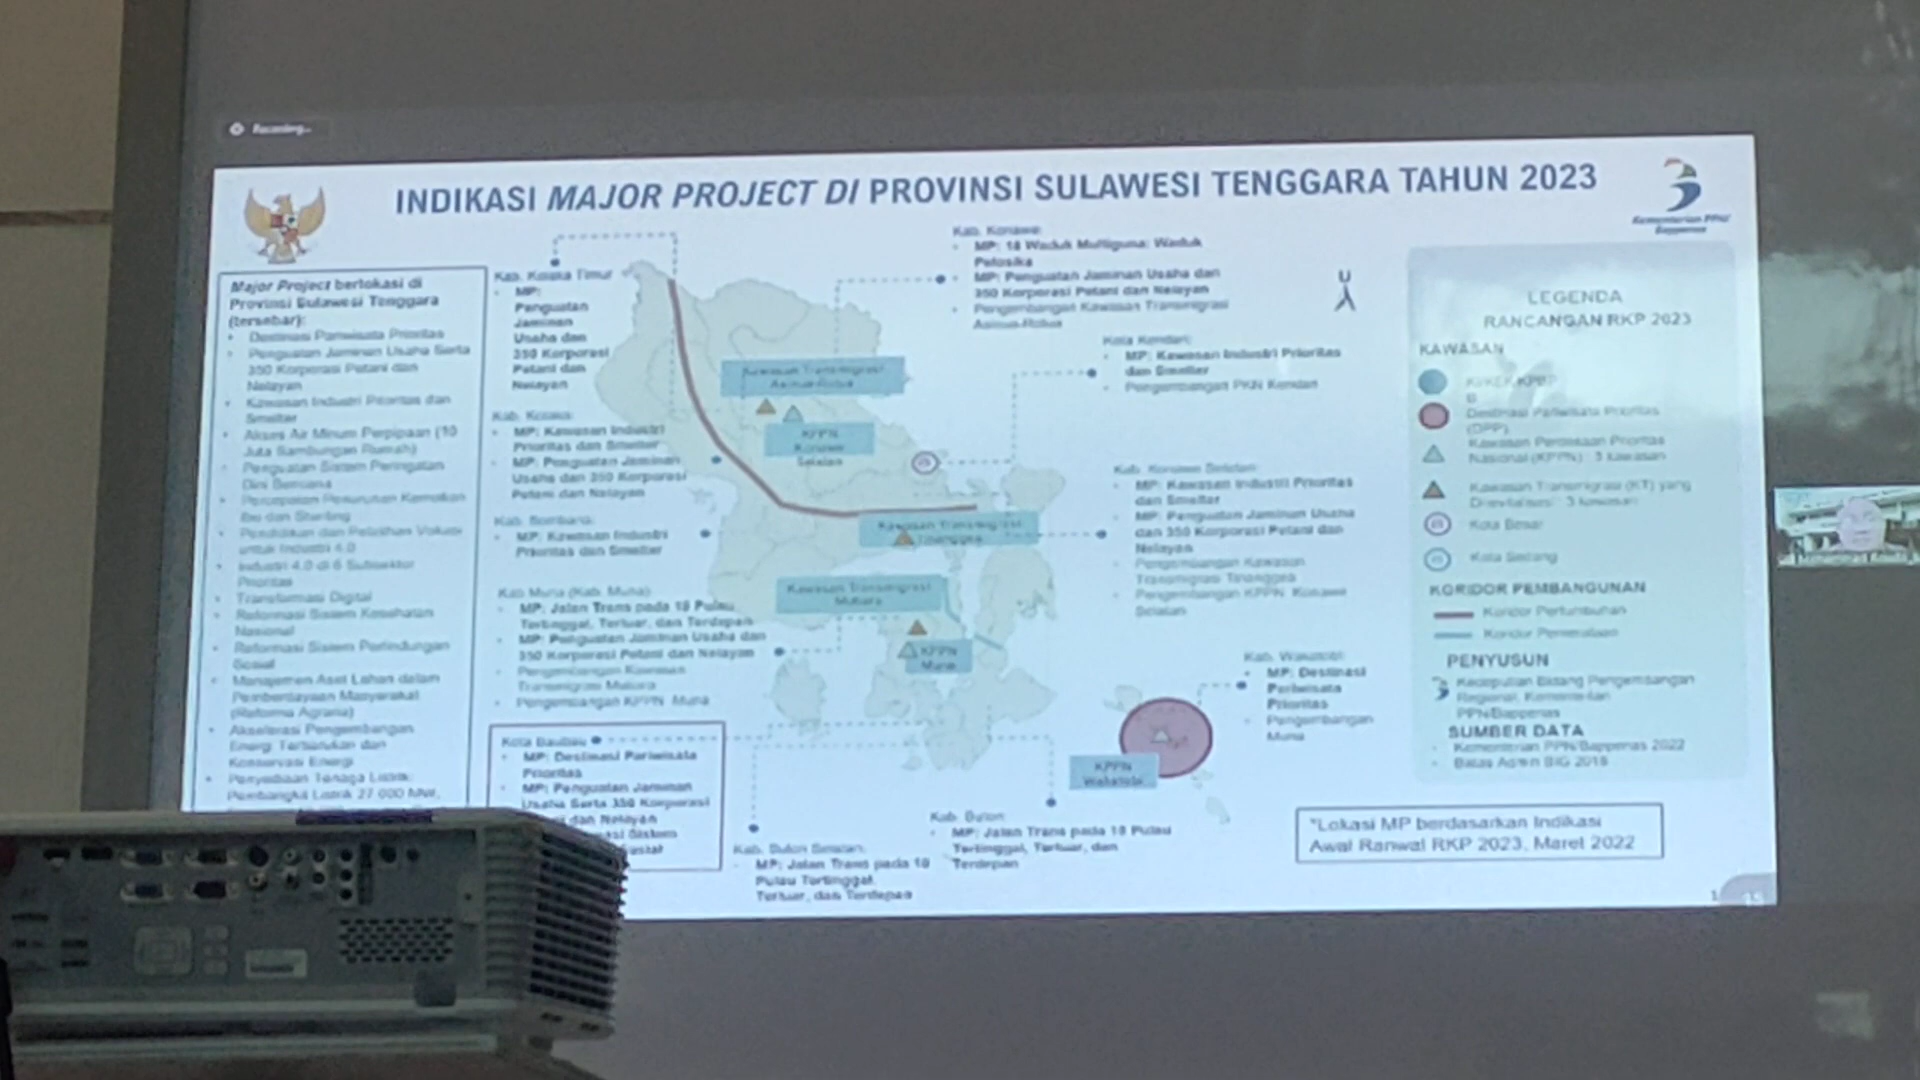 Recording...
INDIKASI MAJOR PROJECT DI PROVINSI SULAWESI TENGGARA TAHUN 2023
Kementerian PPN/
Bappenas
Major Project berlokasi di
Provinsi Sulawesi Tenggara
(tersebar):
• Destinasi Pariwisata Prioritas
• Penguatan Jaminan Usaha Serta
350 Korporasi Petani dan
Nelayan
• Kawasan Industri Prioritas dan
Smelter
• Akses Air Minum Perpipaan (10
Juta Sambungan Rumah)
• Penguatan Sistem Peringatan
Dini Bencana
• Percepatan Penurunan Kematian
Ibu dan Stunting
• Pendidikan dan Pelatihan Vokasi
untuk Industri 4.0
• Industri 4.0 di 6 Subsektor
Prioritas
• Transformasi Digital
• Reformasi Sistem Kesehatan
Nasional
• Reformasi Sistem Perlindungan
Sosial
• Manajemen Aset Lahan dalam
Pemberdayaan Masyarakat
(Reforma Agraria)
• Akselerasi Pengembangan
Energi Terbarukan dan
Konservasi Energi
• Penyediaan Tenaga Listrik:
Pembangkit Listrik 27.000 MW,
Kab. Kolaka Timur
• MP:
Penguatan
Jaminan
Usaha dan
350 Korporasi
Petani dan
Nelayan
Kab. Kolaka:
• MP: Kawasan Industri
Prioritas dan Smelter
• MP: Penguatan Jaminan
Usaha dan 350 Korporasi
Petani dan Nelayan
Kab. Bombana:
• MP: Kawasan Industri
Prioritas dan Smelter
Kab Muna (Kab. Muna):
• MP: Jalan Trans pada 18 Pulau
Tertinggal, Terluar, dan Terdepan
• MP: Penguatan Jaminan Usaha dan
350 Korporasi Petani dan Nelayan
• Pengembangan Kawasan
Transmigrasi Mutiara
• Pengembangan KPPN Muna
Kota Baubau
• MP: Destinasi Pariwisata
Prioritas
• MP: Penguatan Jaminan
Usaha Serta 350 Korporasi
dan Nelayan
Sistem
Kab. Buton Selatan:
• MP: Jalan Trans pada 18
Pulau Tertinggal,
Terluar, dan Terdepan
Kab. Buton
• MP: Jalan Trans pada 18 Pulau
Tertinggal, Terluar, dan
Terdepan
Kab. Konawe:
• MP: 18 Waduk Multiguna: Waduk
Pelosika
• MP: Penguatan Jaminan Usaha dan
350 Korporasi Petani dan Nelayan
• Pengembangan Kawasan Transmigrasi
Asinua-Routa
Kota Kendari:
• MP: Kawasan Industri Prioritas
dan Smelter
• Pengembangan PKN Kendari
Kab. Konawe Selatan:
• MP: Kawasan Industri Prioritas
dan Smelter
• MP: Penguatan Jaminan Usaha
dan 350 Korporasi Petani dan
Nelayan
• Pengembangan Kawasan
Transmigrasi Tinanggea
• Pengembangan KPPN Konawe
Selatan
Kab. Wakatobi:
• MP: Destinasi
Pariwisata
Prioritas
• Pengembangan
Muna
Kawasan Transmigrasi
Asinua-Routa
KPPN
Konawe
Selatan
Kawasan Transmigrasi
Tinanggea
Kawasan Transmigrasi
Mutiara
KPPN
Muna
KPPN
Wakatobi
U
LEGENDA
RANCANGAN RKP 2023
KAWASAN
Destinasi Pariwisata Prioritas
(DPP)
Kawasan Perdesaan Prioritas
Nasional (KPPN) : 3 kawasan
Kawasan Transmigrasi (KT) yang
Direvitalisasi : 3 kawasan
Kota Besar
Kota Sedang
KORIDOR PEMBANGUNAN
Koridor Pertumbuhan
Koridor Pemerataan
PENYUSUN
Kedeputian Bidang Pengembangan
Regional, Kementerian
PPN/Bappenas
SUMBER DATA
• Kementerian PPN/Bappenas 2022
• Batas Admin BIG 2018
*Lokasi MP berdasarkan Indikasi
Awal Ranwal RKP 2023, Maret 2022